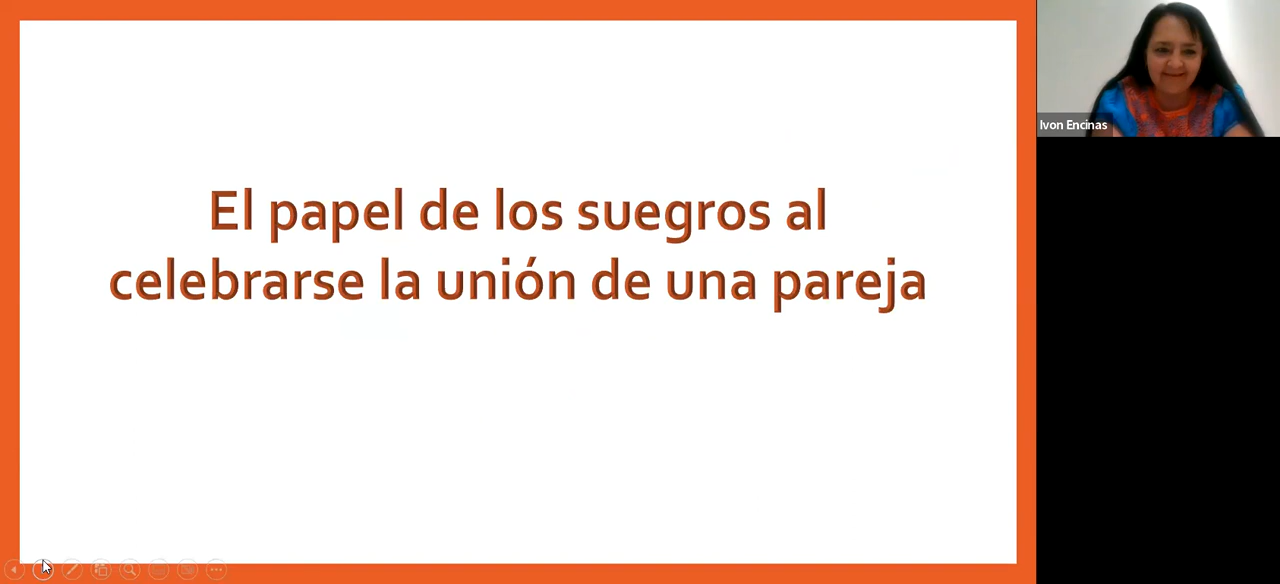 El papel de los suegros al
celebrarse la unión de una pareja
Ivon Encinas